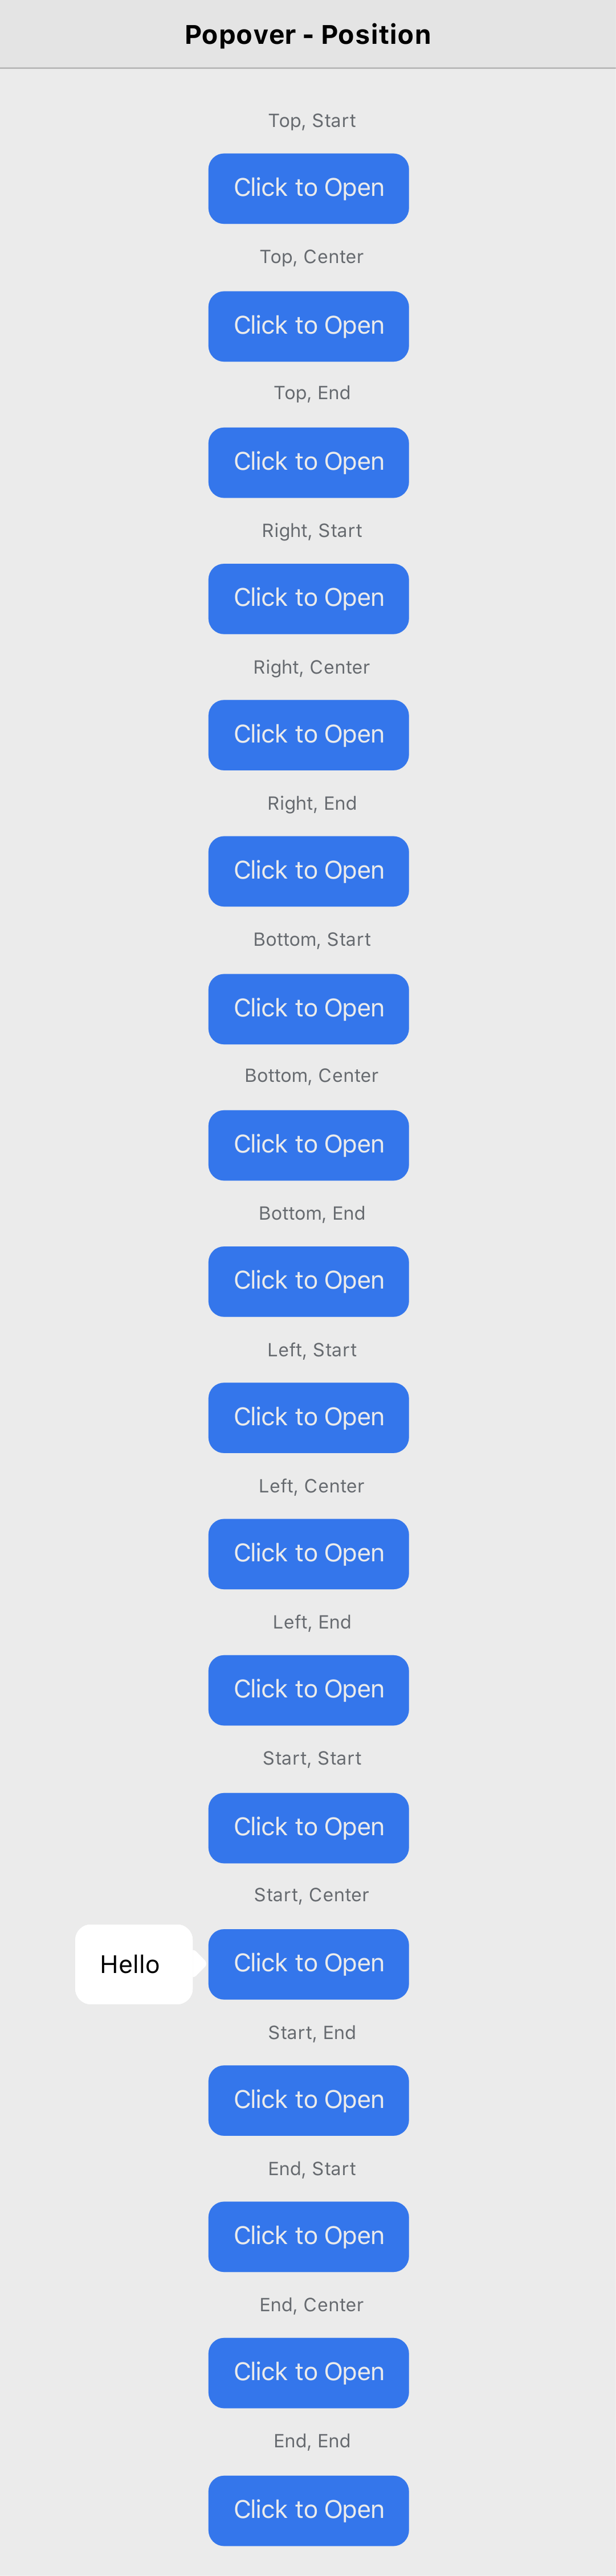 Popover - Position
Top, Start
Click to Open
Top, Center
Click to Open
Top, End
Click to Open
Right, Start
Click to Open
Right, Center
Click to Open
Right, End
Click to Open
Bottom, Start
Click to Open
Bottom, Center
Click to Open
Bottom, End
Click to Open
Left, Start
Click to Open
Left, Center
Click to Open
Left, End
Click to Open
Start, Start
Click to Open
Start, Center
Hello
Click to Open
Start, End
Click to Open
End, Start
Click to Open
End, Center
Click to Open
End, End
Click to Open